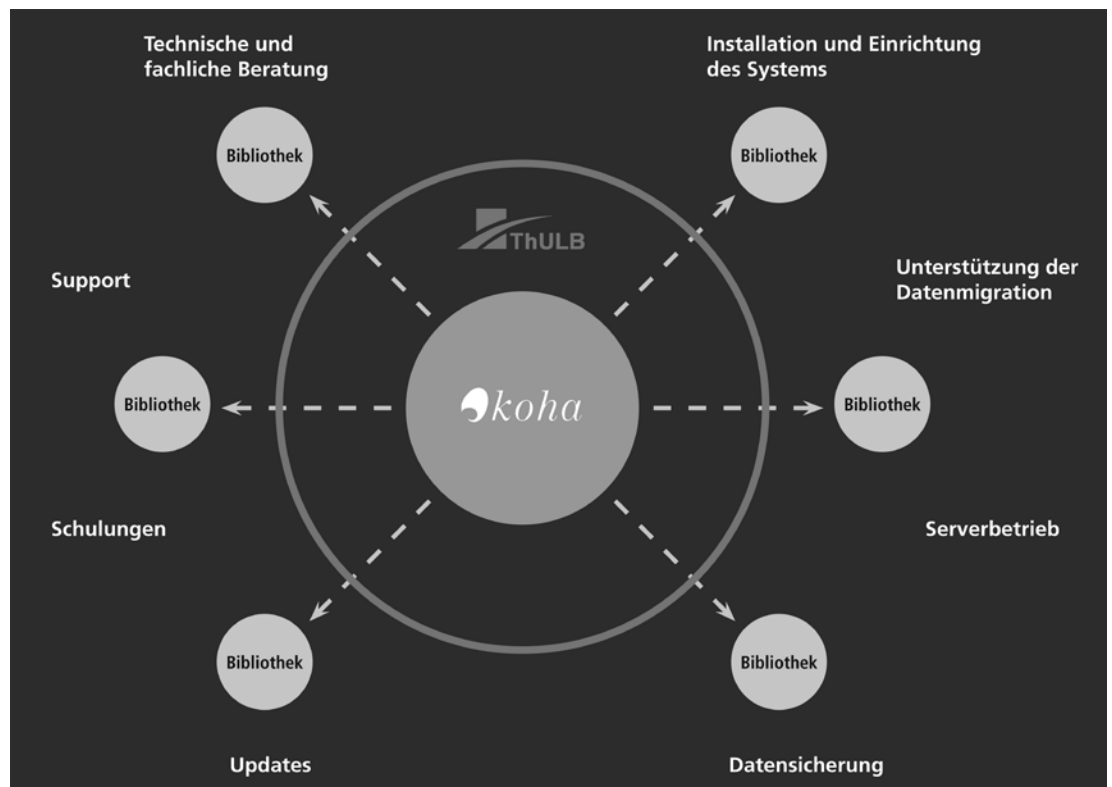 Technische und
fachliche Beratung
Installation und Einrichtung
des Systems
Bibliothek
Bibliothek
ThULB
Support
Unterstützung der
Datenmigration
Bibliothek
koha
Bibliothek
Schulungen
Serverbetrieb
Bibliothek
Bibliothek
Updates
Datensicherung